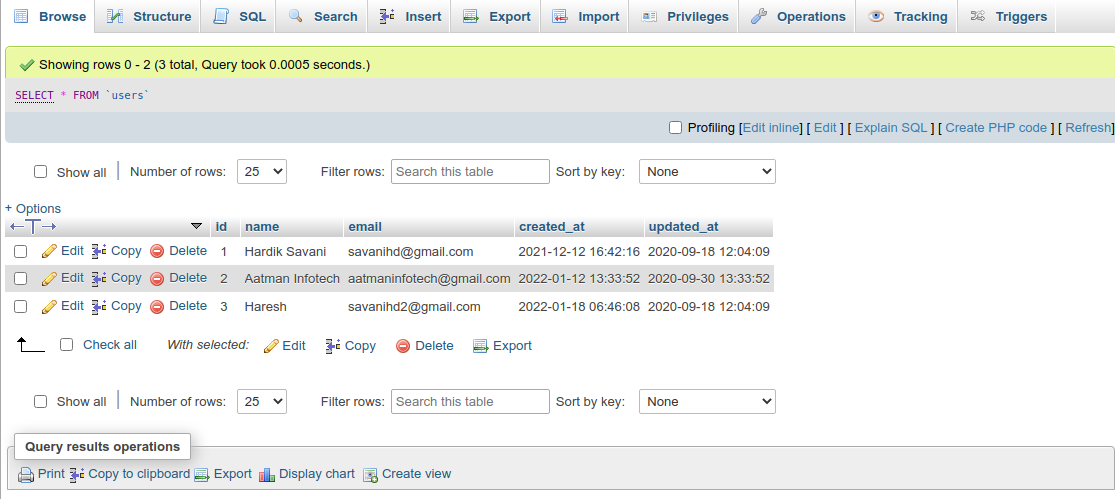 Browse Structure SQL Search Insert Export Import Privileges Operations Tracking Triggers
Showing rows 0 - 2 (3 total, Query took 0.0005 seconds.)
SELECT * FROM `users`
Profiling [Edit inline] [ Edit ] [ Explain SQL ] [ Create PHP code ] [ Refresh]
Show all Number of rows: 25 Filter rows: Search this table Sort by key: None
+ Options
←T→ id name email created_at updated_at
Edit Copy Delete 1 Hardik Savani savanihd@gmail.com 2021-12-12 16:42:16 2020-09-18 12:04:09
Edit Copy Delete 2 Aatman Infotech aatmaninfotech@gmail.com 2022-01-12 13:33:52 2020-09-30 13:33:52
Edit Copy Delete 3 Haresh savanihd2@gmail.com 2022-01-18 06:46:08 2020-09-18 12:04:09
Check all With selected: Edit Copy Delete Export
Show all Number of rows: 25 Filter rows: Search this table Sort by key: None
Query results operations
Print Copy to clipboard Export Display chart Create view